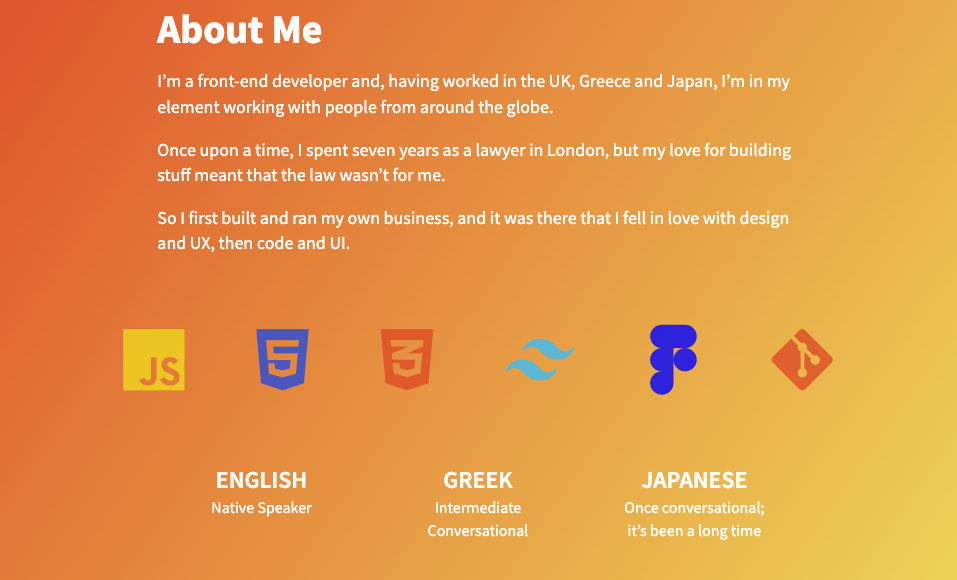 About Me
I’m a front-end developer and, having worked in the UK, Greece and Japan, I’m in my
element working with people from around the globe.
Once upon a time, I spent seven years as a lawyer in London, but my love for building
stuff meant that the law wasn’t for me.
So I first built and ran my own business, and it was there that I fell in love with design
and UX, then code and UI.
JS
5
3
ENGLISH
Native Speaker
GREEK
Intermediate
Conversational
JAPANESE
Once conversational;
it’s been a long time